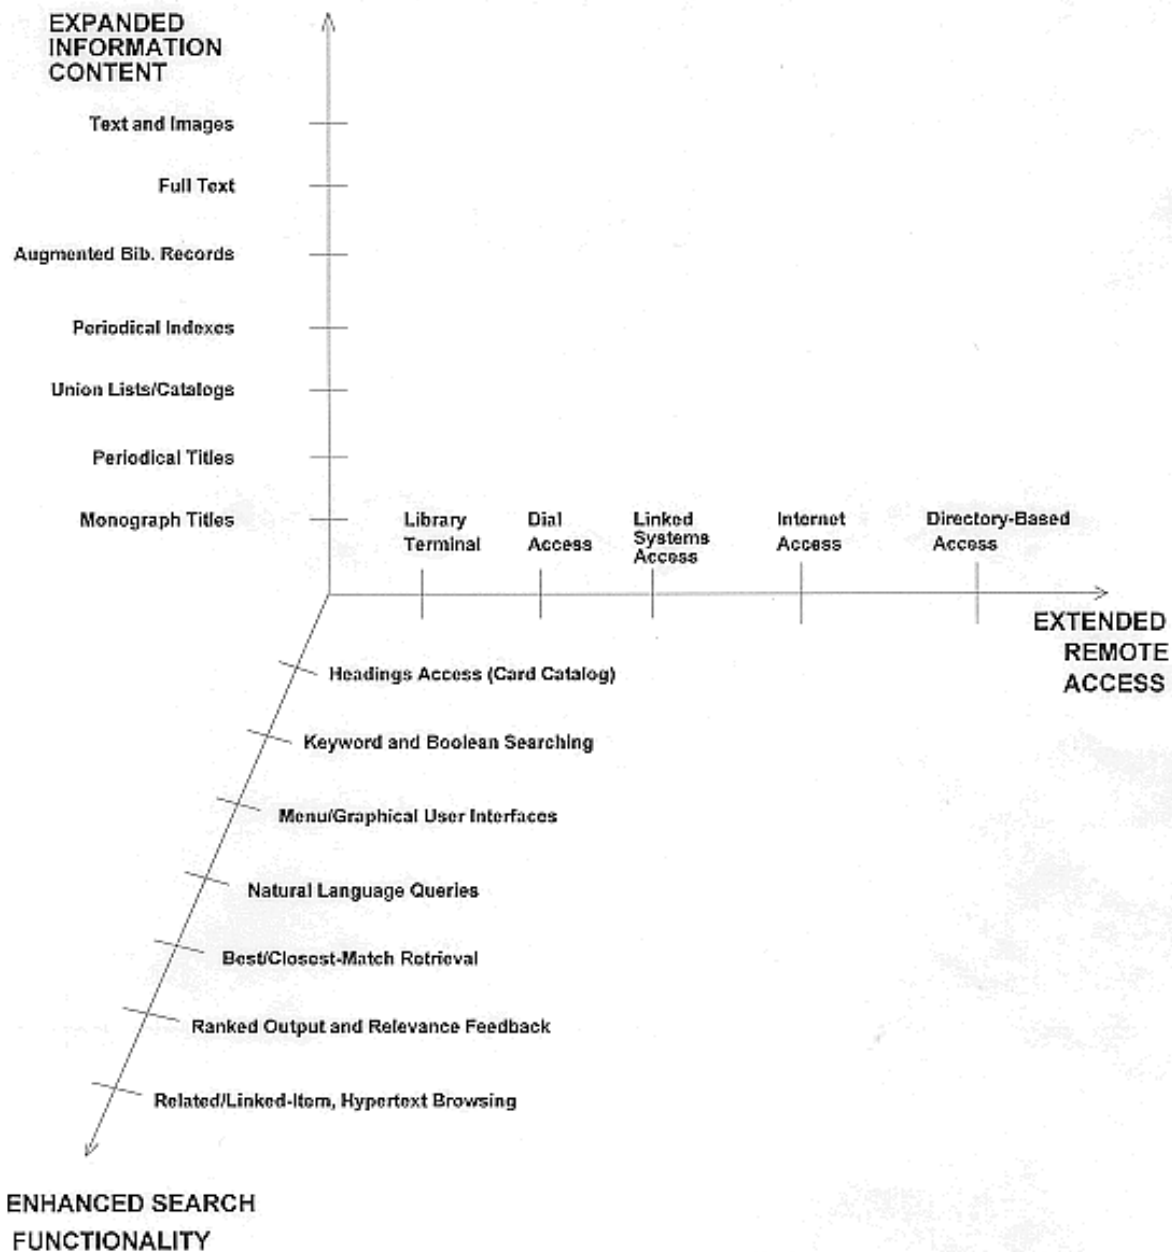 EXPANDED
INFORMATION
CONTENT
Text and Images
Full Text
Augmented Bib. Records
Periodical Indexes
Union Lists/Catalogs
Periodical Titles
Monograph Titles
Library
Terminal
Dial
Access
Linked
Systems
Access
Internet
Access
Directory-Based
Access
EXTENDED
REMOTE
ACCESS
Headings Access (Card Catalog)
Keyword and Boolean Searching
Menu/Graphical User Interfaces
Natural Language Queries
Best/Closest-Match Retrieval
Ranked Output and Relevance Feedback
Related/Linked-Item, Hypertext Browsing
ENHANCED SEARCH
FUNCTIONALITY